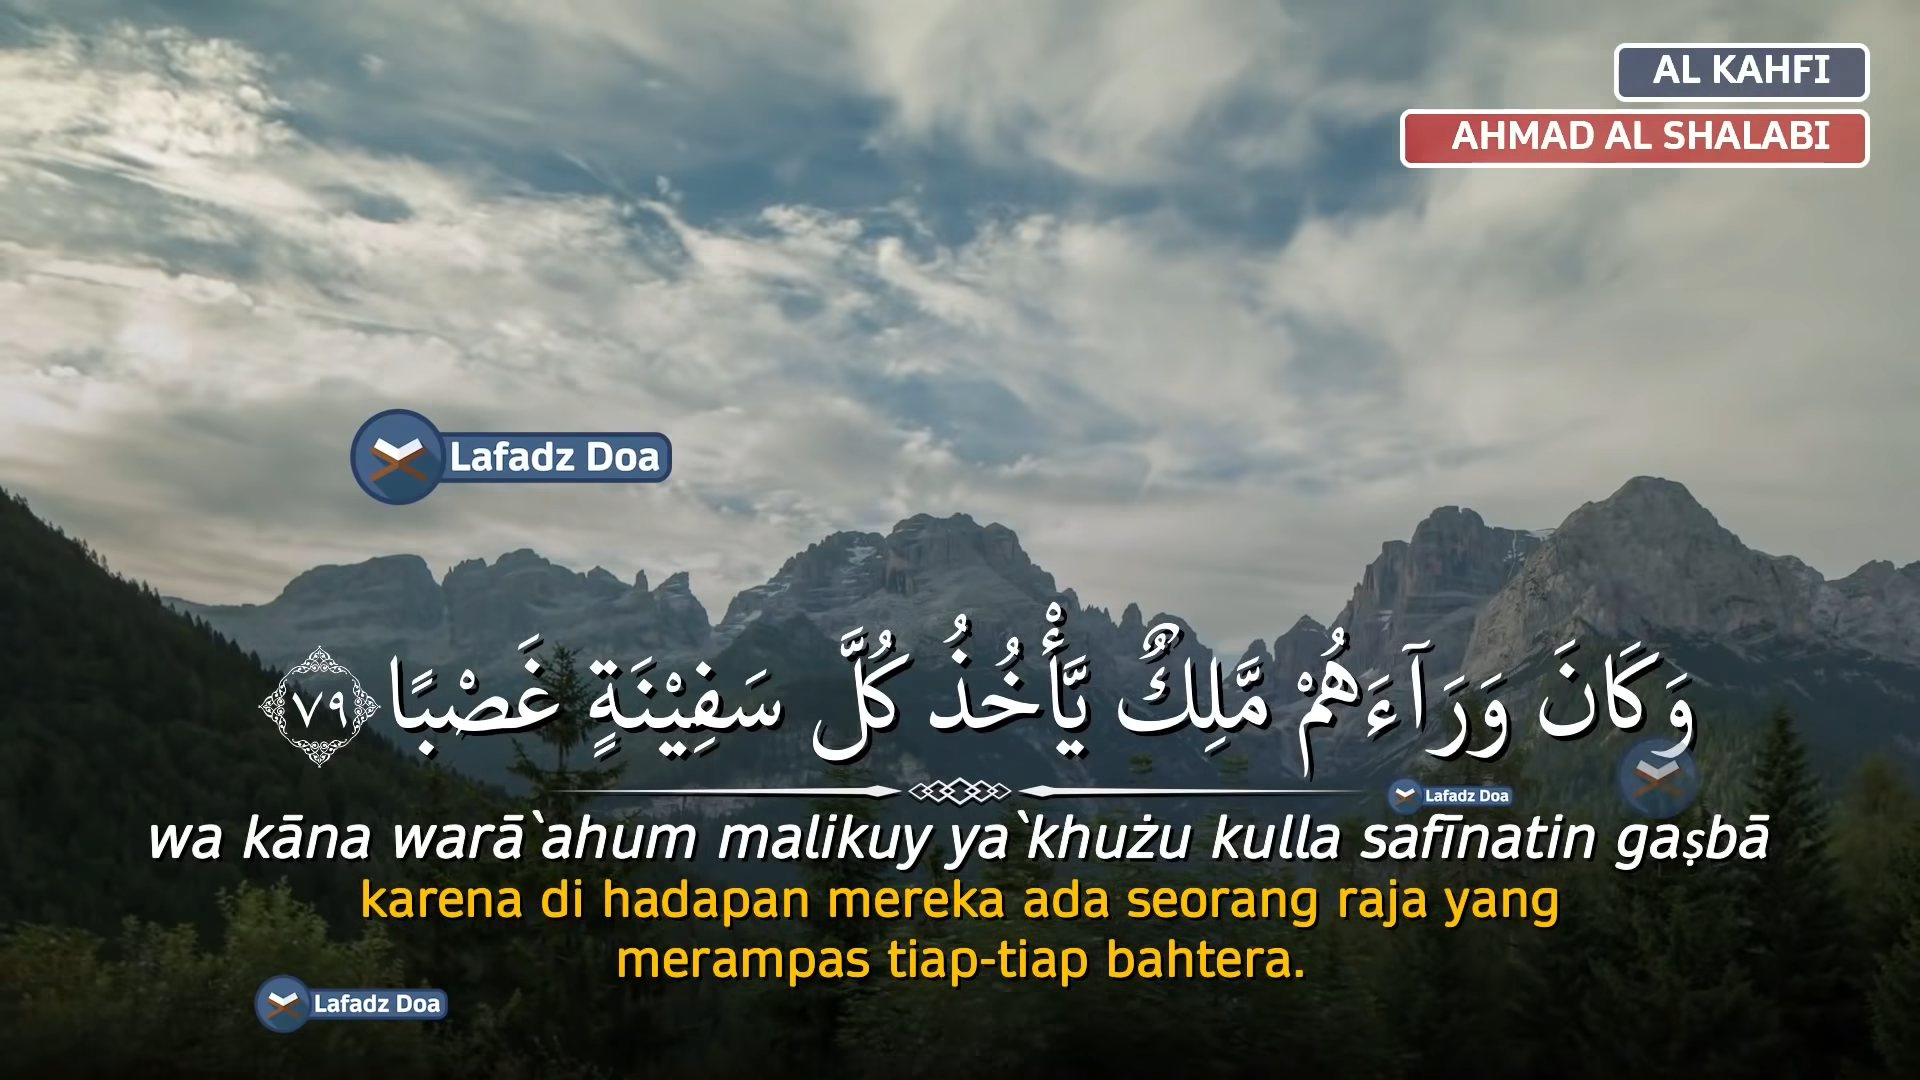 AL KAHFI
AHMAD AL SHALABI
Lafadz Doa
وَكَانَ وَرَآءَهُمْ مَّلِكٌ يَّأْخُذُ كُلَّ سَفِيْنَةٍ غَصْبًا ٧٩
Lafadz Doa
wa kāna warā`ahum malikuy ya`khużu kulla safīnatin gaṣbā
karena di hadapan mereka ada seorang raja yang
merampas tiap-tiap bahtera.
Lafadz Doa